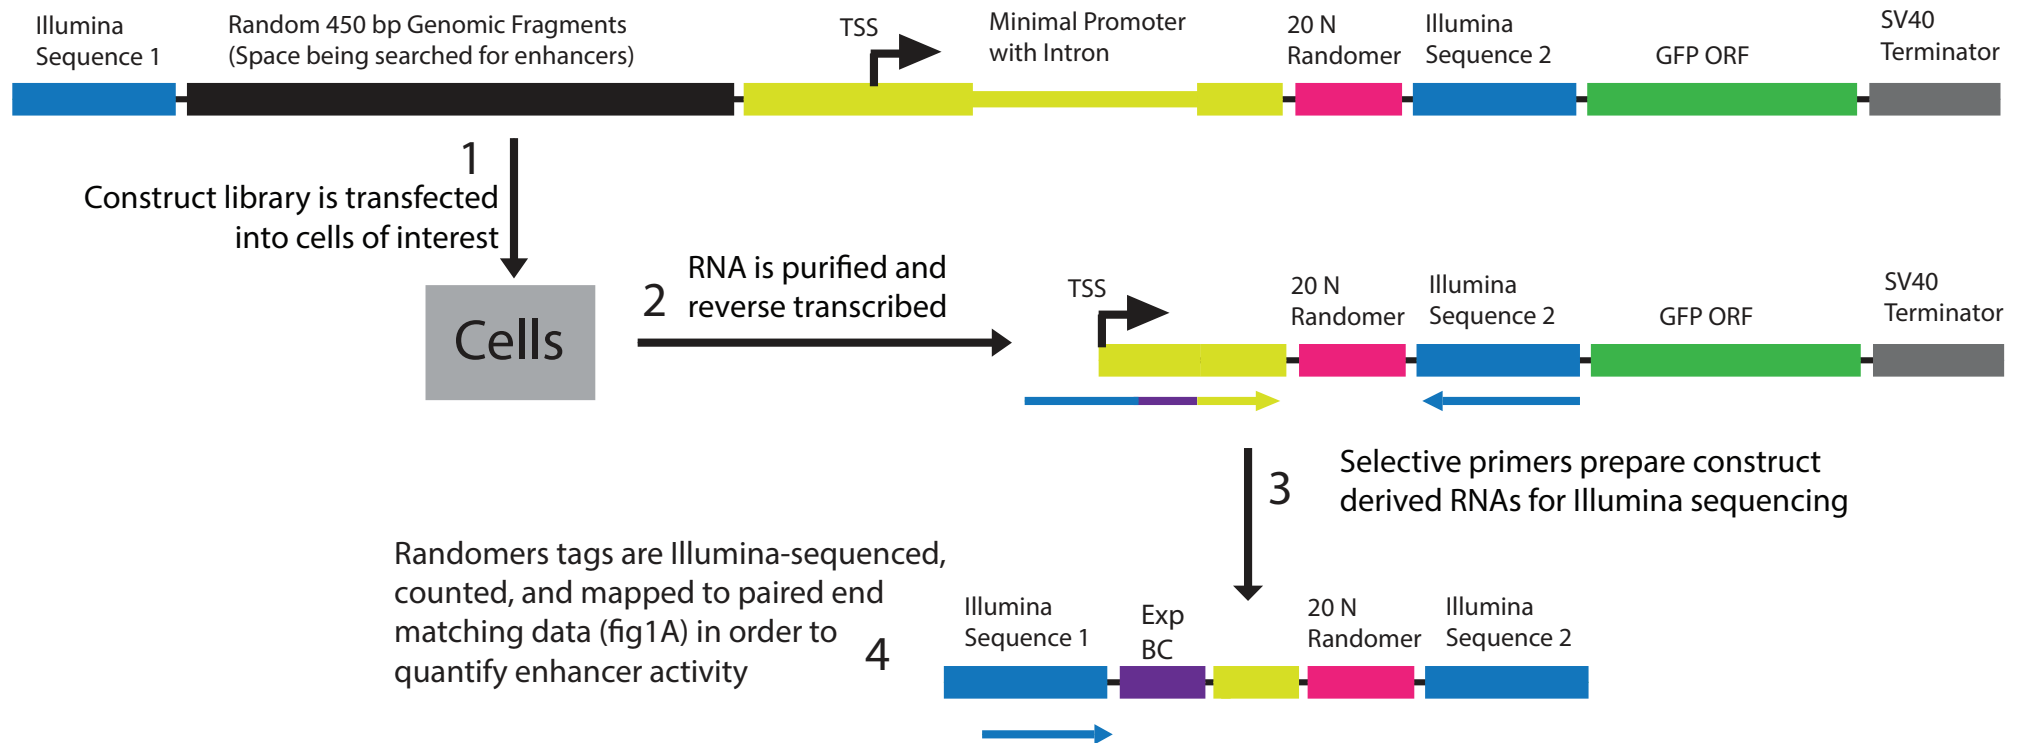 Illumina
Sequence 1
Random 450 bp Genomic Fragments
(Space being searched for enhancers)
TSS
Minimal Promoter
with Intron
20 N
Randomer
Illumina
Sequence 2
GFP ORF
SV40
Terminator
1
Construct library is transfected
into cells of interest
Cells
2
RNA is purified and
reverse transcribed
TSS
20 N
Randomer
Illumina
Sequence 2
GFP ORF
SV40
Terminator
3
Selective primers prepare construct
derived RNAs for Illumina sequencing
Randomers tags are Illumina-sequenced,
counted, and mapped to paired end
matching data (fig1A) in order to
quantify enhancer activity
4
Illumina
Sequence 1
Exp
BC
20 N
Randomer
Illumina
Sequence 2